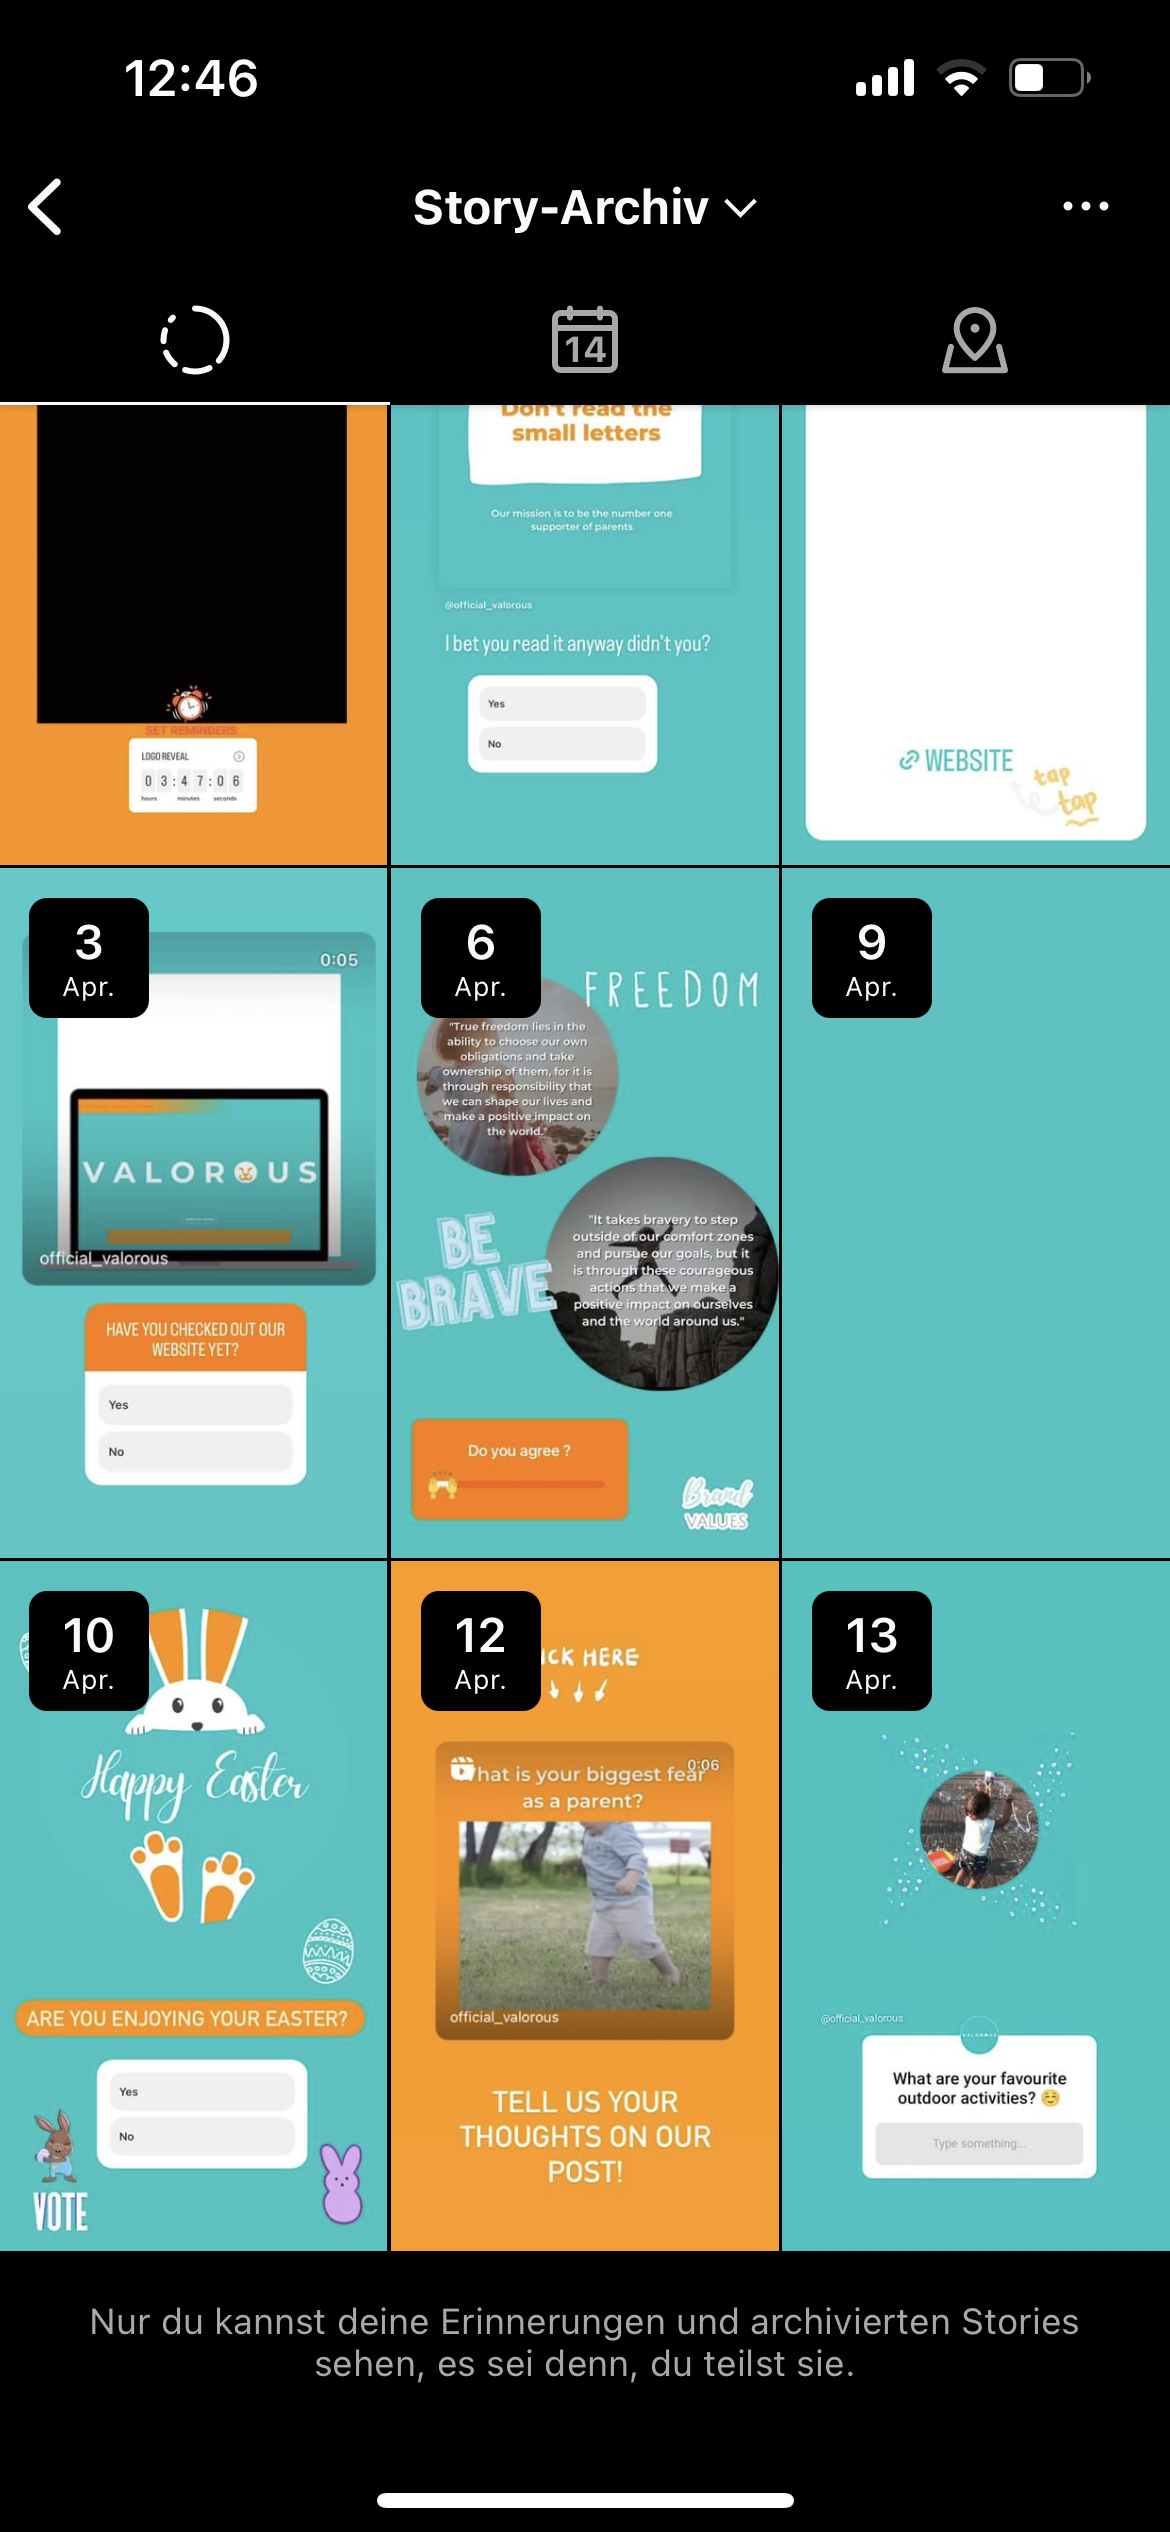 12:46
Story-Archiv
14
Don't read the
small letters
Our mission is to be the number one
supporter of parents
@official_valorous
I bet you read it anyway didn't you?
Yes
No
SET REMINDERS
LOGO REVEAL
03:47:06
hours minutes seconds
WEBSITE
tap
tap
3
Apr.
0:05
VALOROUS
official_valorous
HAVE YOU CHECKED OUT OUR
WEBSITE YET?
Yes
No
6
Apr.
FREEDOM
"True freedom lies in the
ability to choose our own
obligations and take
ownership of them, for it is
through responsibility that
we can shape our lives and
make a positive impact on
the world."
BE
BRAVE
"It takes bravery to step
outside of our comfort zones
and pursue our goals, but it
is through these courageous
actions that we make a
positive impact on ourselves
and the world around us."
Do you agree ?
Brand
VALUES
9
Apr.
10
Apr.
Happy Easter
ARE YOU ENJOYING YOUR EASTER?
Yes
No
VOTE
12
Apr.
ICK HERE
hat is your biggest fear
0:06
as a parent?
official_valorous
TELL US YOUR
THOUGHTS ON OUR
POST!
13
Apr.
@official_valorous
VALOROUS
What are your favourite
outdoor activities? ☺️
Type something...
Nur du kannst deine Erinnerungen und archivierten Stories
sehen, es sei denn, du teilst sie.